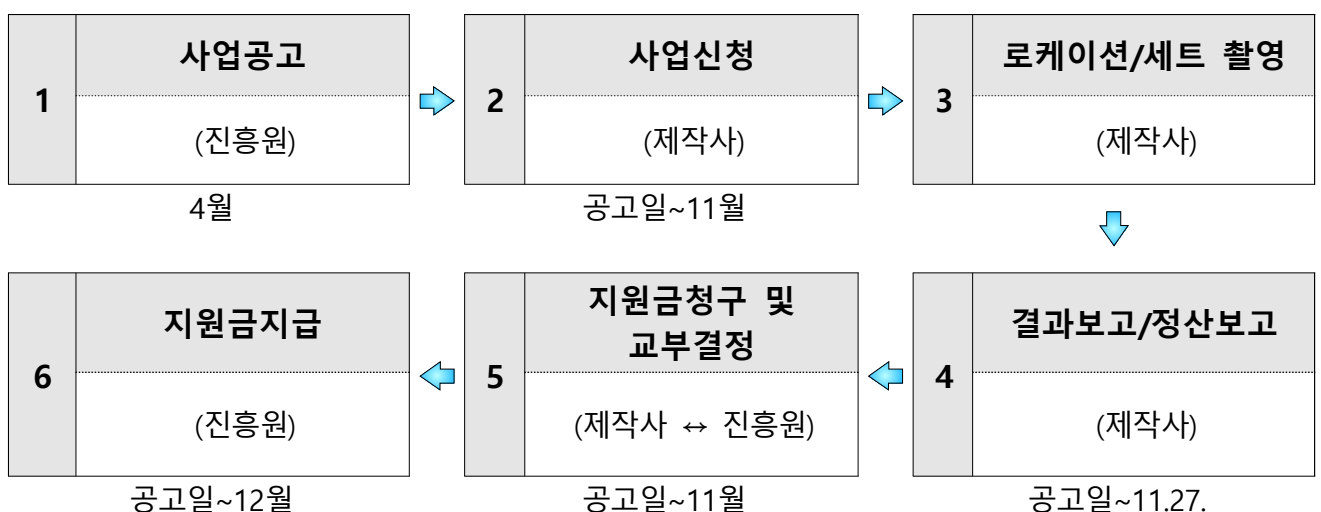 1
사업공고
(진흥원)
4월
2
사업신청
(제작사)
공고일~11월
3
로케이션/세트 촬영
(제작사)
4
결과보고/정산보고
(제작사)
공고일~11.27.
5
지원금청구 및
교부결정
(제작사 ↔ 진흥원)
공고일~11월
6
지원금지급
(진흥원)
공고일~12월